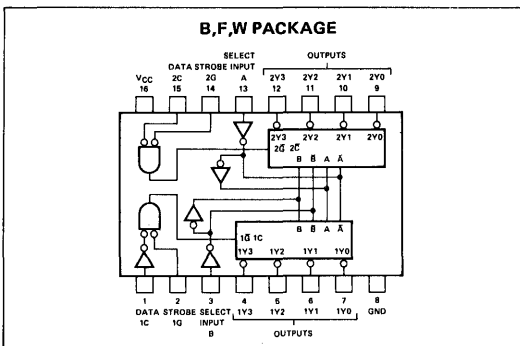 B,F,W PACKAGE
SELECT
DATA STROBE INPUT OUTPUTS
VCC 2C 2G A 2Y3 2Y2 2Y1 2Y0
16 15 14 13 12 11 10 9
2Y3 2Y2 2Y1 2Y0
2G̅ 2C̅
B B̅ A A̅
B B̅ A A̅
1G̅ 1C
1Y3 1Y2 1Y1 1Y0
1 2 3 4 5 6 7 8
DATA STROBE SELECT 1Y3 1Y2 1Y1 1Y0 GND
1C 1G INPUT
B OUTPUTS